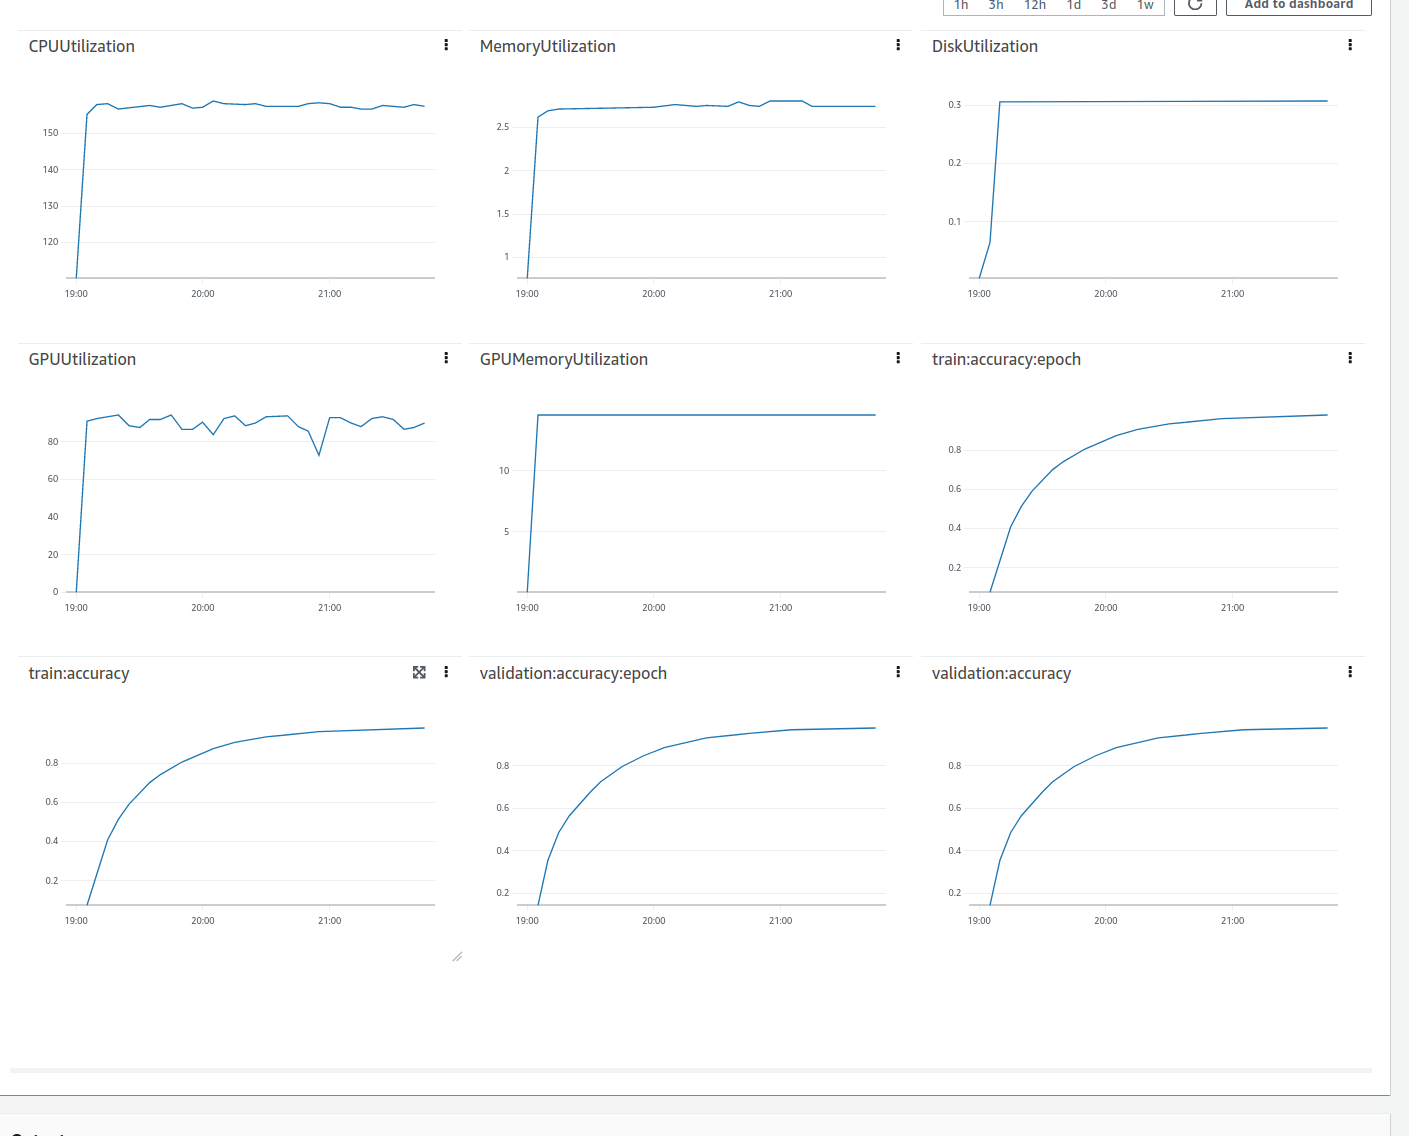 1h 3h 12h 1d 3d 1w Add to dashboard
CPUUtilization
150
140
130
120
19:00 20:00 21:00
MemoryUtilization
2.5
2
1.5
1
19:00 20:00 21:00
DiskUtilization
0.3
0.2
0.1
19:00 20:00 21:00
GPUUtilization
80
60
40
20
0
19:00 20:00 21:00
GPUMemoryUtilization
10
5
19:00 20:00 21:00
train:accuracy:epoch
0.8
0.6
0.4
0.2
19:00 20:00 21:00
train:accuracy
0.8
0.6
0.4
0.2
19:00 20:00 21:00
validation:accuracy:epoch
0.8
0.6
0.4
0.2
19:00 20:00 21:00
validation:accuracy
0.8
0.6
0.4
0.2
19:00 20:00 21:00